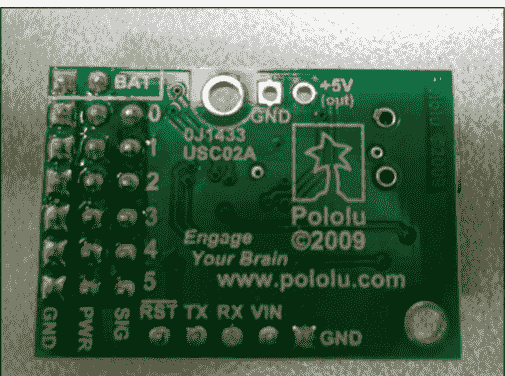 BATT
+5V
(out)
0
GND
0J1433
USC02A
1
2
Pololu
©2009
3
Engage
Your Brain
4
www.pololu.com
5
GND
PWR
SIG
RST TX RX VIN
GND